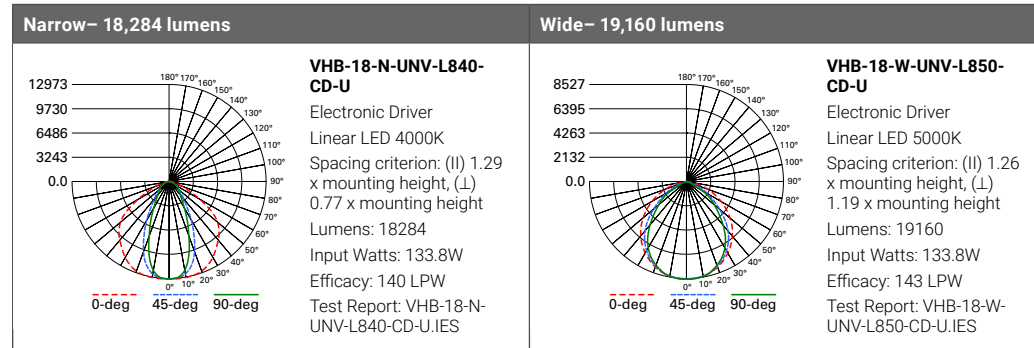 Narrow– 18,284 lumens
12973
9730
6486
3243
0.0
180° 170° 160° 150° 140° 130° 120° 110° 100° 90° 80° 70° 60° 50° 40° 30° 20° 10° 0°
0-deg 45-deg 90-deg
VHB-18-N-UNV-L840-
CD-U
Electronic Driver
Linear LED 4000K
Spacing criterion: (II) 1.29
x mounting height, (⊥)
0.77 x mounting height
Lumens: 18284
Input Watts: 133.8W
Efficacy: 140 LPW
Test Report: VHB-18-N-
UNV-L840-CD-U.IES
Wide– 19,160 lumens
8527
6395
4263
2132
0.0
180° 170° 160° 150° 140° 130° 120° 110° 100° 90° 80° 70° 60° 50° 40° 30° 20° 10° 0°
0-deg 45-deg 90-deg
VHB-18-W-UNV-L850-
CD-U
Electronic Driver
Linear LED 5000K
Spacing criterion: (II) 1.26
x mounting height, (⊥)
1.19 x mounting height
Lumens: 19160
Input Watts: 133.8W
Efficacy: 143 LPW
Test Report: VHB-18-W-
UNV-L850-CD-U.IES